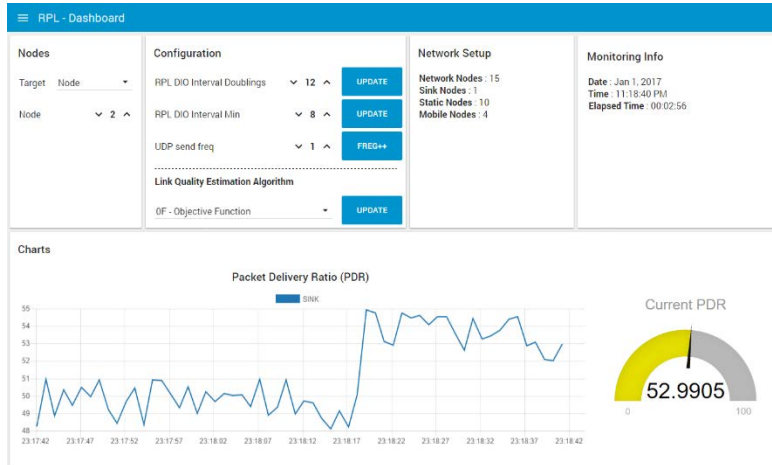 RPL - Dashboard
Nodes
Target Node
Node 2
Configuration
RPL DIO Interval Doublings 12 UPDATE
RPL DIO Interval Min 8 UPDATE
UDP send freq 1 FREQ++
Link Quality Estimation Algorithm
OF - Objective Function UPDATE
Network Setup
Network Nodes : 15
Sink Nodes : 1
Static Nodes : 10
Mobile Nodes : 4
Monitoring Info
Date : Jan 1, 2017
Time : 11:18:40 PM
Elapsed Time : 00:02:56
Charts
Packet Delivery Ratio (PDR)
SINK
55
54
53
52
51
50
49
48
23:17:42 23:17:47 23:17:52 23:17:57 23:18:02 23:18:07 23:18:12 23:18:17 23:18:22 23:18:27 23:18:32 23:18:37 23:18:42
Current PDR
52.9905
0 100